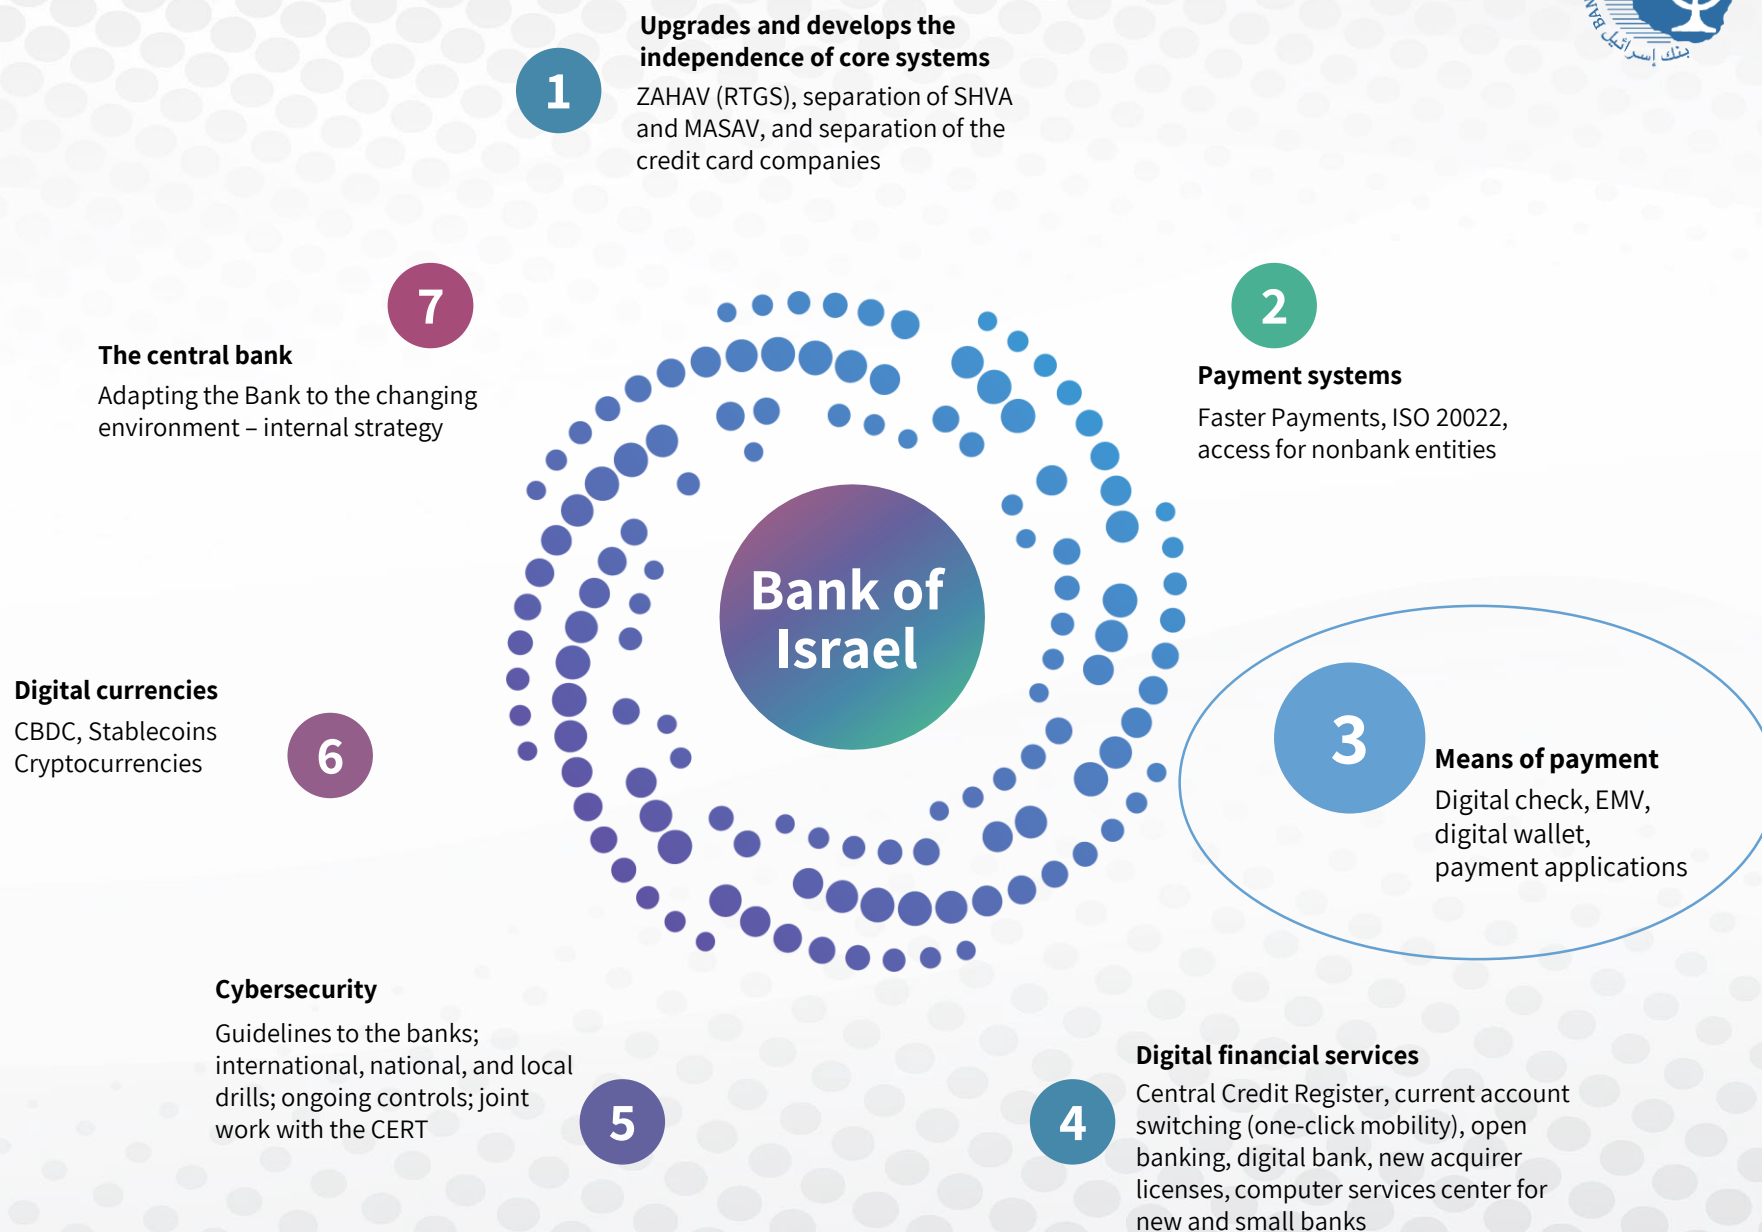 Upgrades and develops the
independence of core systems
1
ZAHAV (RTGS), separation of SHVA
and MASAV, and separation of the
credit card companies
بنك إسرائيل
7
The central bank
Adapting the Bank to the changing
environment – internal strategy
2
Payment systems
Faster Payments, ISO 20022,
access for nonbank entities
Bank of
Israel
Digital currencies
CBDC, Stablecoins
Cryptocurrencies
6
3
Means of payment
Digital check, EMV,
digital wallet,
payment applications
Cybersecurity
Guidelines to the banks;
international, national, and local
drills; ongoing controls; joint
work with the CERT
5
4
Digital financial services
Central Credit Register, current account
switching (one-click mobility), open
banking, digital bank, new acquirer
licenses, computer services center for
new and small banks